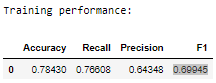 Training performance:
Accuracy Recall Precision F1
0 0.78430 0.76608 0.64348 0.69945